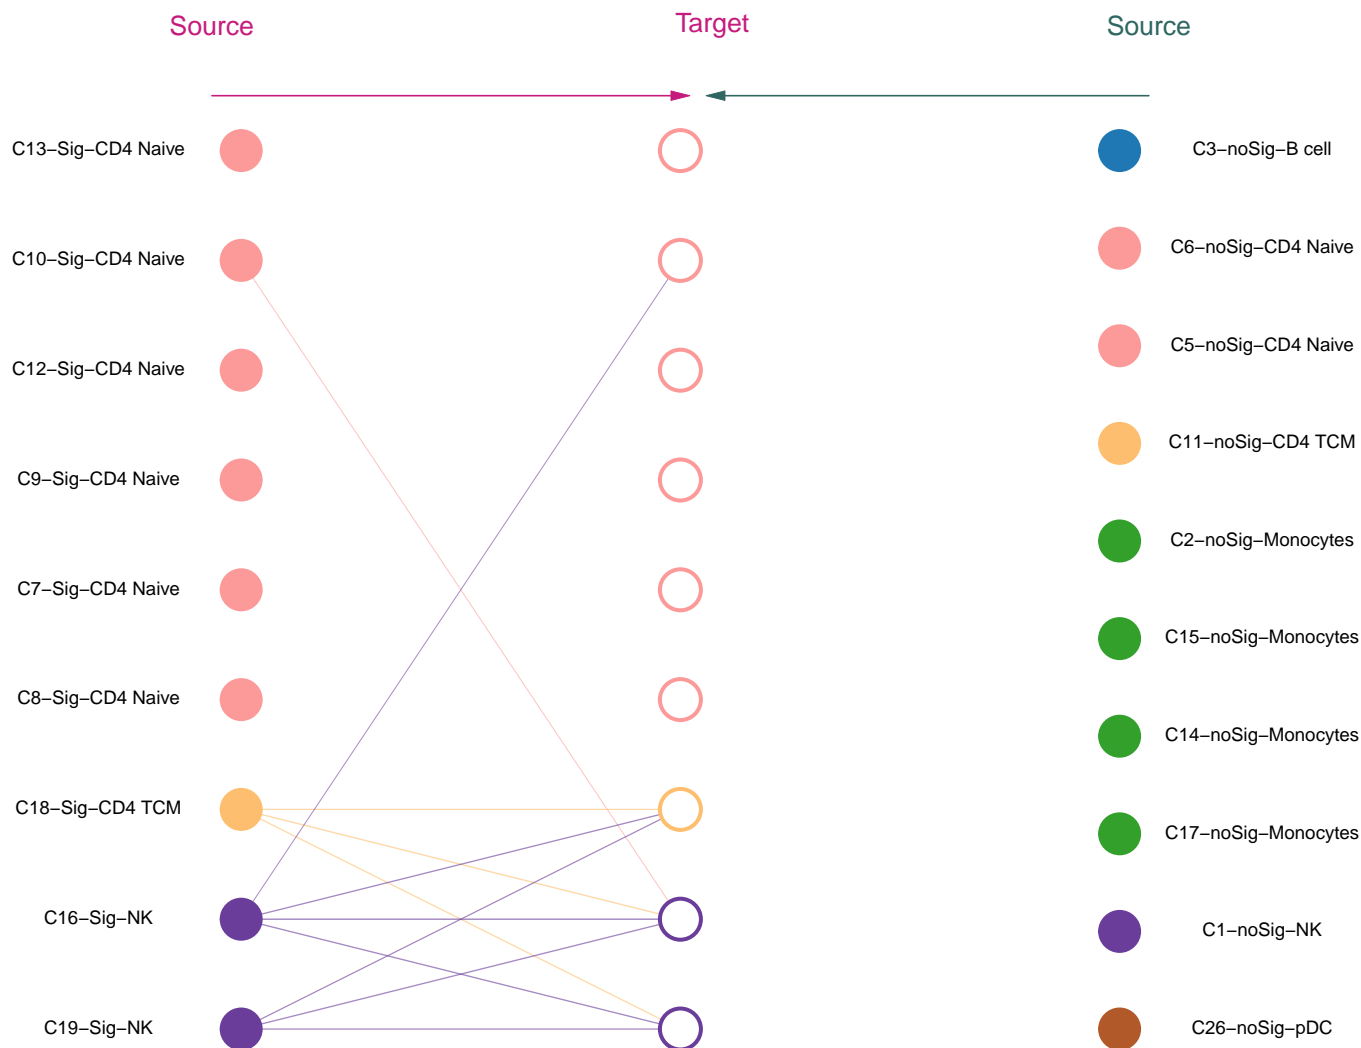 Source
Target
Source
C13–Sig–CD4 Naive
C10–Sig–CD4 Naive
C12–Sig–CD4 Naive
C9–Sig–CD4 Naive
C7–Sig–CD4 Naive
C8–Sig–CD4 Naive
C18–Sig–CD4 TCM
C16–Sig–NK
C19–Sig–NK
C3–noSig–B cell
C6–noSig–CD4 Naive
C5–noSig–CD4 Naive
C11–noSig–CD4 TCM
C2–noSig–Monocytes
C15–noSig–Monocytes
C14–noSig–Monocytes
C17–noSig–Monocytes
C1–noSig–NK
C26–noSig–pDC